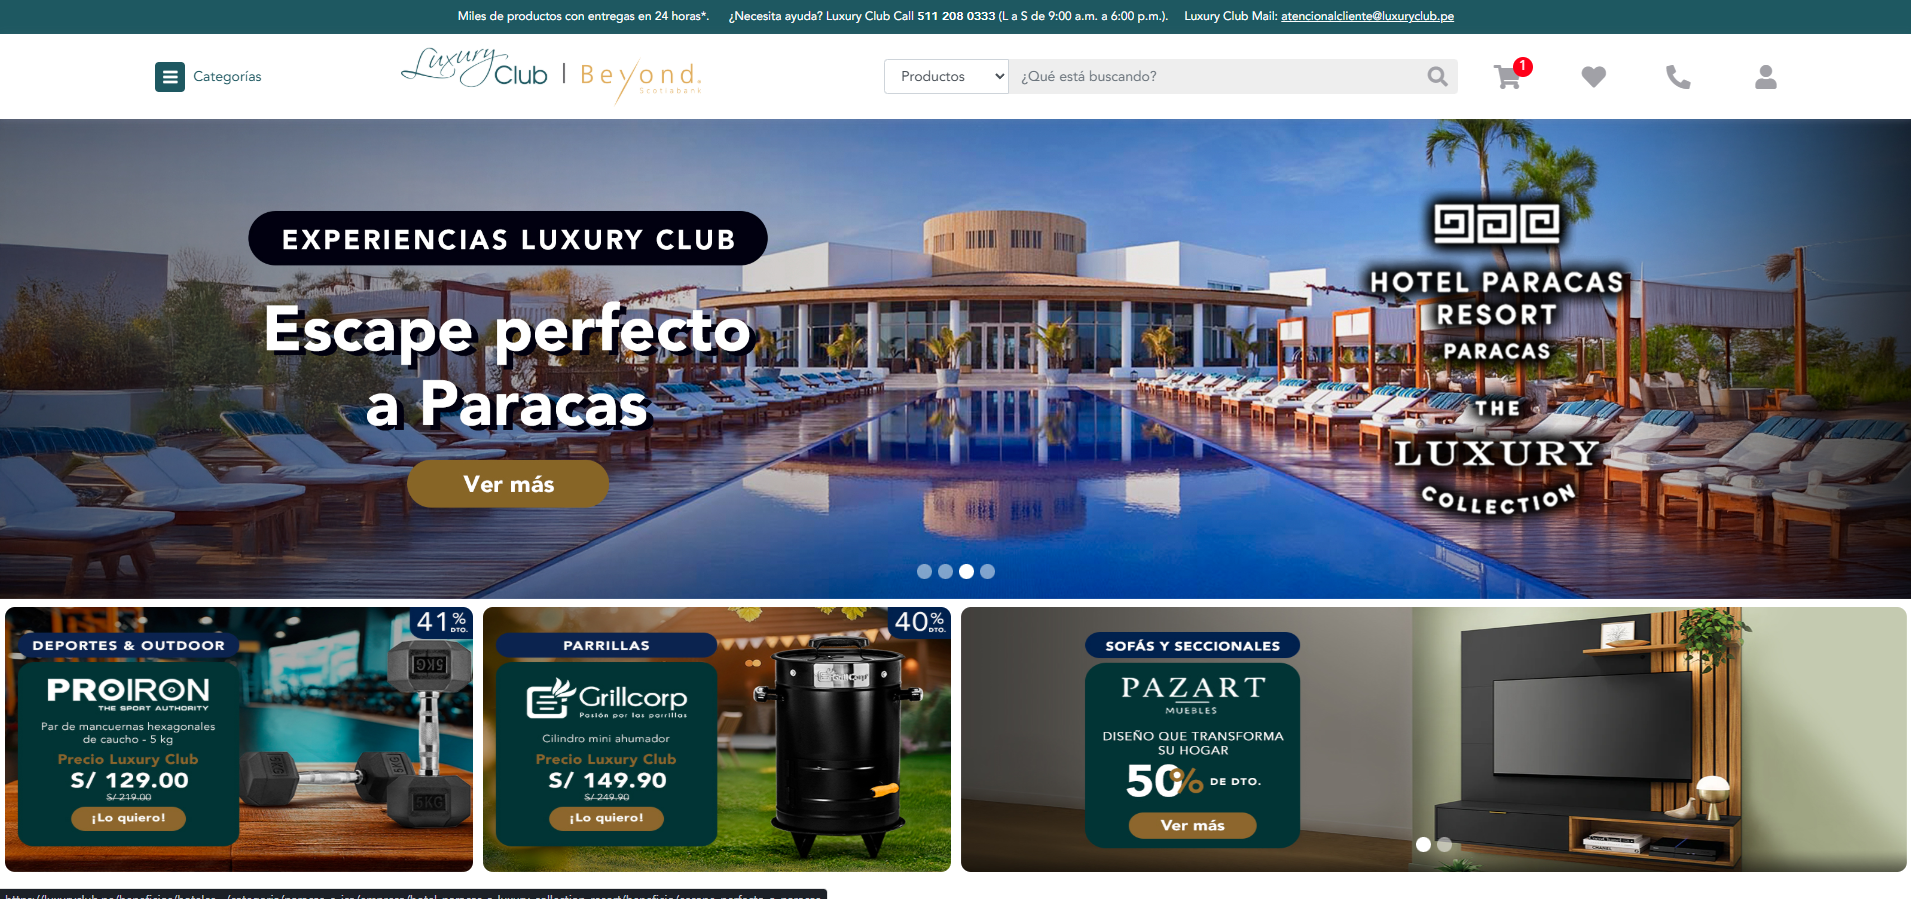 Miles de productos con entregas en 24 horas*. ¿Necesita ayuda? Luxury Club Call 511 208 0333 (L a S de 9:00 a.m. a 6:00 p.m.). Luxury Club Mail: atencionalcliente@luxuryclub.pe
Categorías
Luxury Club | Beyond.
Scotiabank
Productos
¿Qué está buscando?
1
EXPERIENCIAS LUXURY CLUB
Escape perfecto
a Paracas
Ver más
HOTEL PARACAS
RESORT
PARACAS
THE
LUXURY
COLLECTION
41% DTO.
DEPORTES & OUTDOOR
PROIRON
THE SPORT AUTHORITY
Par de mancuernas hexagonales
de caucho - 5 kg
Precio Luxury Club
S/ 129.00
S/ 219.00
¡Lo quiero!
5KG
5KG
40% DTO.
PARRILLAS
Grillcorp
Pasión por las parrillas
Cilindro mini ahumador
Precio Luxury Club
S/ 149.90
S/ 249.90
¡Lo quiero!
GrillCorp
SOFÁS Y SECCIONALES
PAZART
MUEBLES
DISEÑO QUE TRANSFORMA
SU HOGAR
50% DE DTO.
Ver más
CHANEL